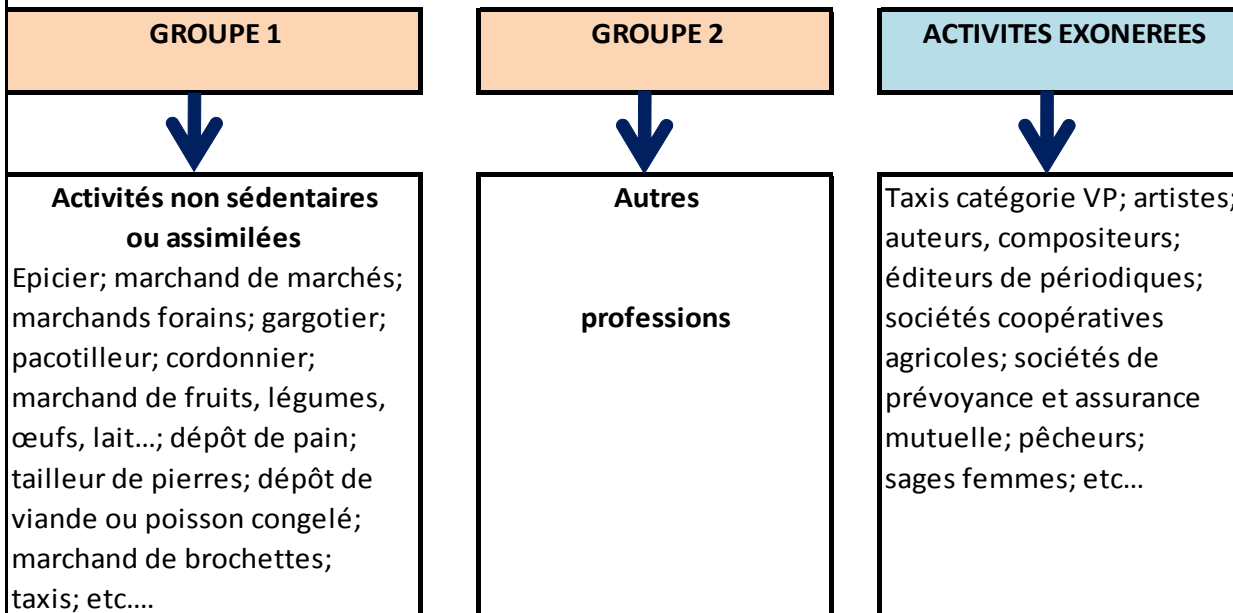 GROUPE 1
Activités non sédentaires
ou assimilées
Epicier; marchand de marchés;
marchands forains; gargotier;
pacotilleur; cordonnier;
marchand de fruits, légumes,
œufs, lait...; dépôt de pain;
tailleur de pierres; dépôt de
viande ou poisson congelé;
marchand de brochettes;
taxis; etc....
GROUPE 2
Autres
professions
ACTIVITES EXONEREES
Taxis catégorie VP; artistes;
auteurs, compositeurs;
éditeurs de périodiques;
sociétés coopératives
agricoles; sociétés de
prévoyance et assurance
mutuelle; pêcheurs;
sages femmes; etc...